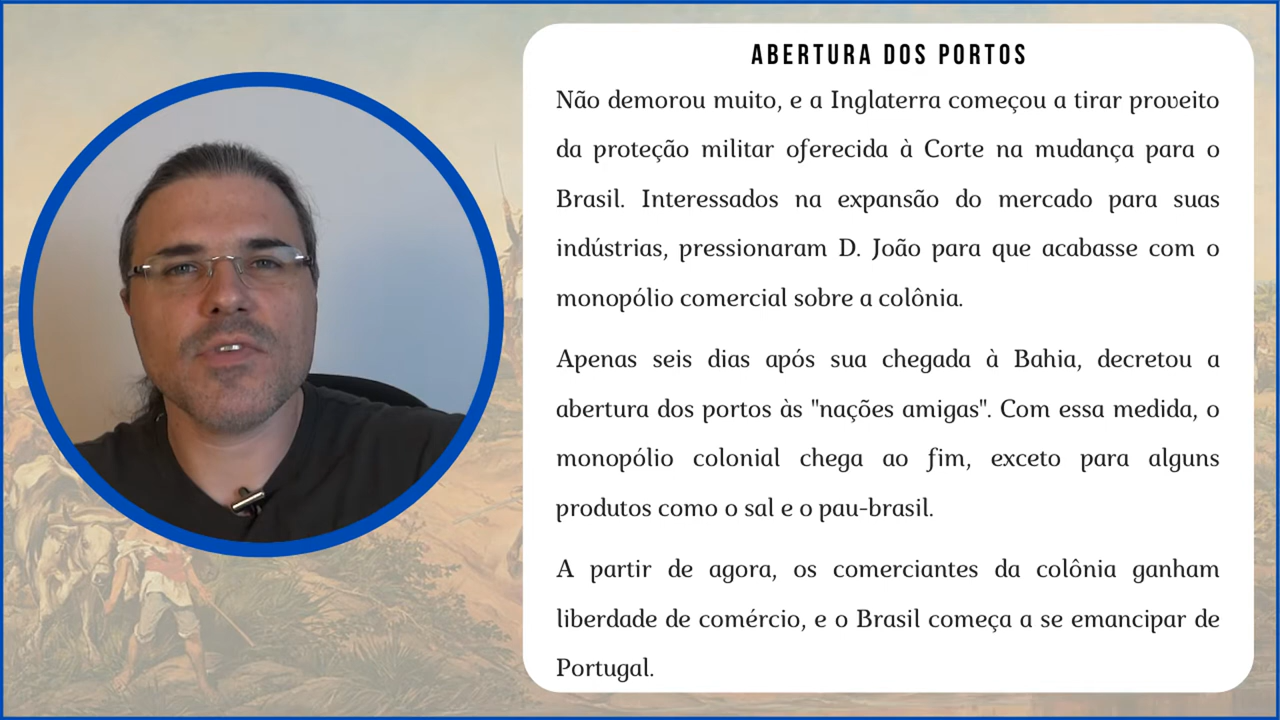 ABERTURA DOS PORTOS
Não demorou muito, e a Inglaterra começou a tirar proveito
da proteção militar oferecida à Corte na mudança para o
Brasil. Interessados na expansão do mercado para suas
indústrias, pressionaram D. João para que acabasse com o
monopólio comercial sobre a colônia.
Apenas seis dias após sua chegada à Bahia, decretou a
abertura dos portos às "nações amigas". Com essa medida, o
monopólio colonial chega ao fim, exceto para alguns
produtos como o sal e o pau-brasil.
A partir de agora, os comerciantes da colônia ganham
liberdade de comércio, e o Brasil começa a se emancipar de
Portugal.